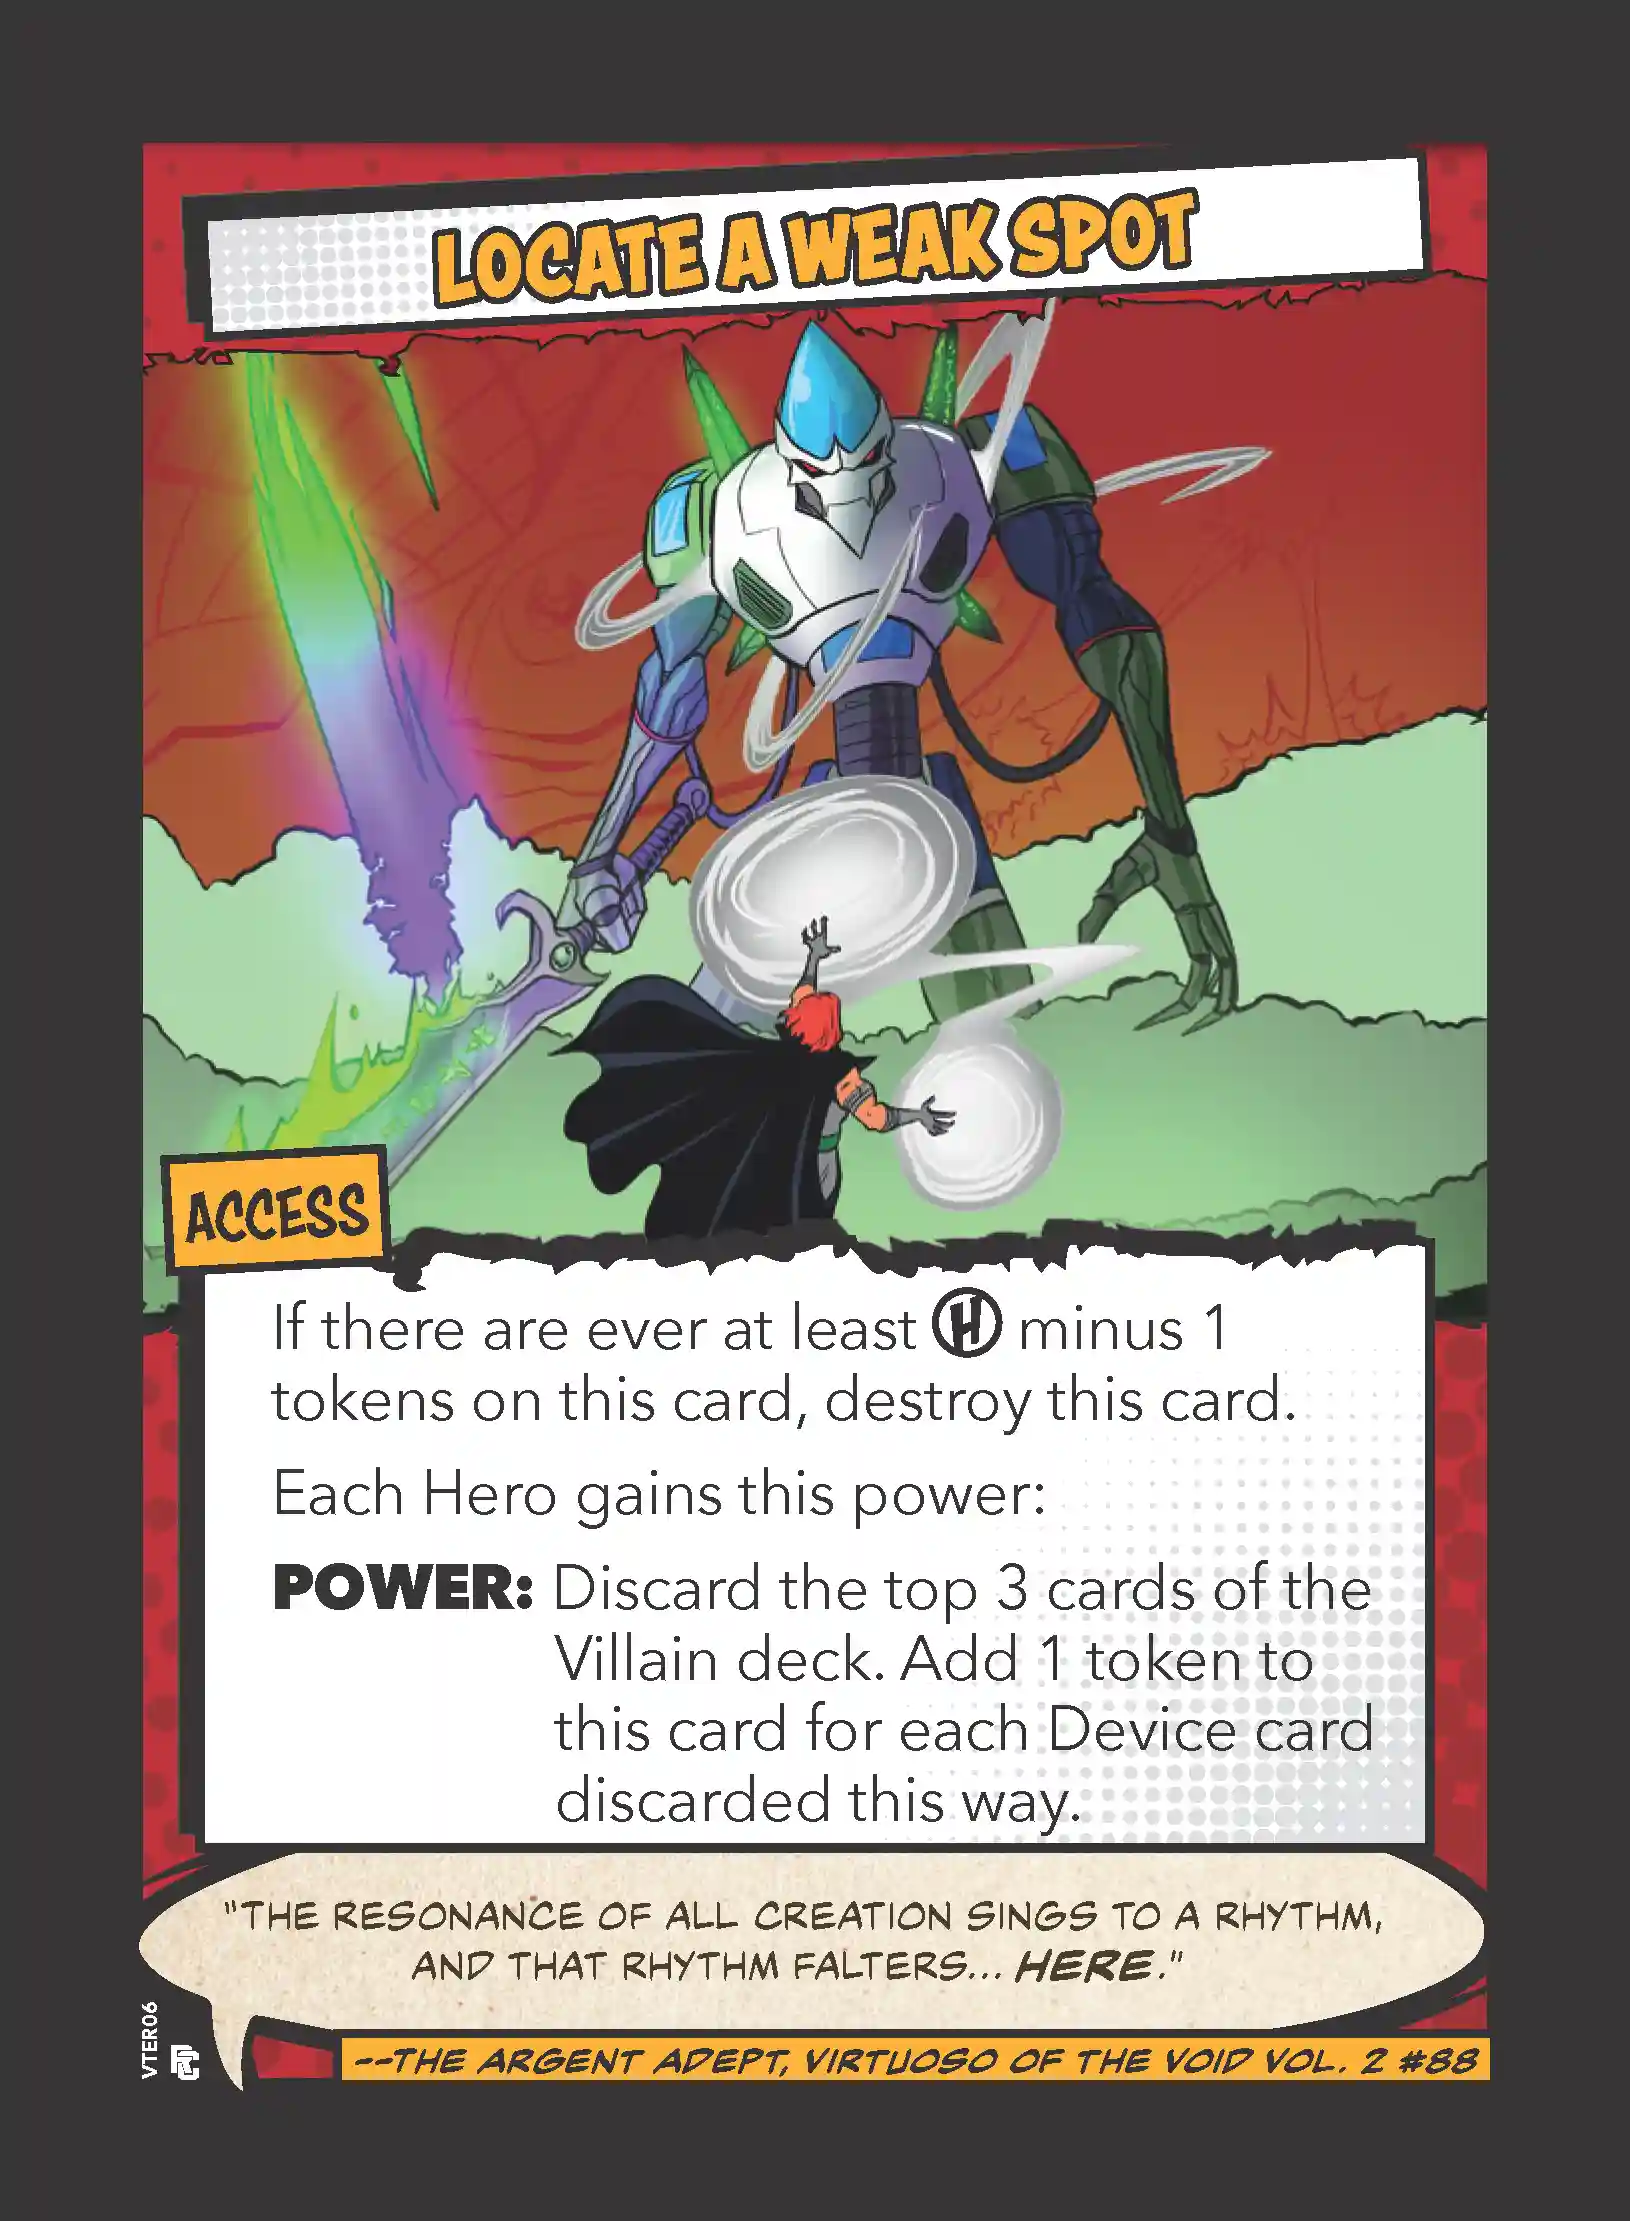 LOCATE A WEAK SPOT
ACCESS
If there are ever at least Ⓗ minus 1
tokens on this card, destroy this card.
Each Hero gains this power:
POWER: Discard the top 3 cards of the
Villain deck. Add 1 token to
this card for each Device card
discarded this way.
"THE RESONANCE OF ALL CREATION SINGS TO A RHYTHM,
AND THAT RHYTHM FALTERS... HERE."
--THE ARGENT ADEPT, VIRTUOSO OF THE VOID VOL. 2 #88
VTER06